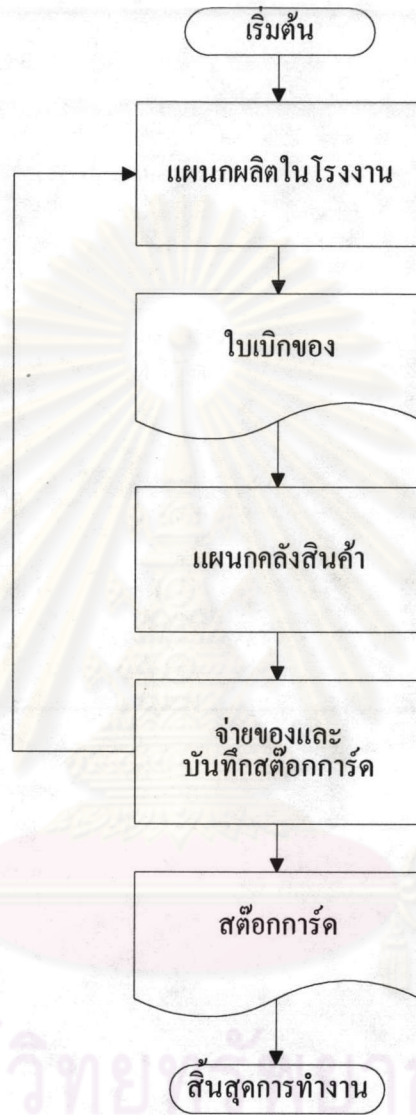 เริ่มต้น
แผนกผลิตในโรงงาน
ใบเบิกของ
แผนกคลังสินค้า
จ่ายของและ
บันทึกสต๊อกการ์ด
สต๊อกการ์ด
สิ้นสุดการทำงาน